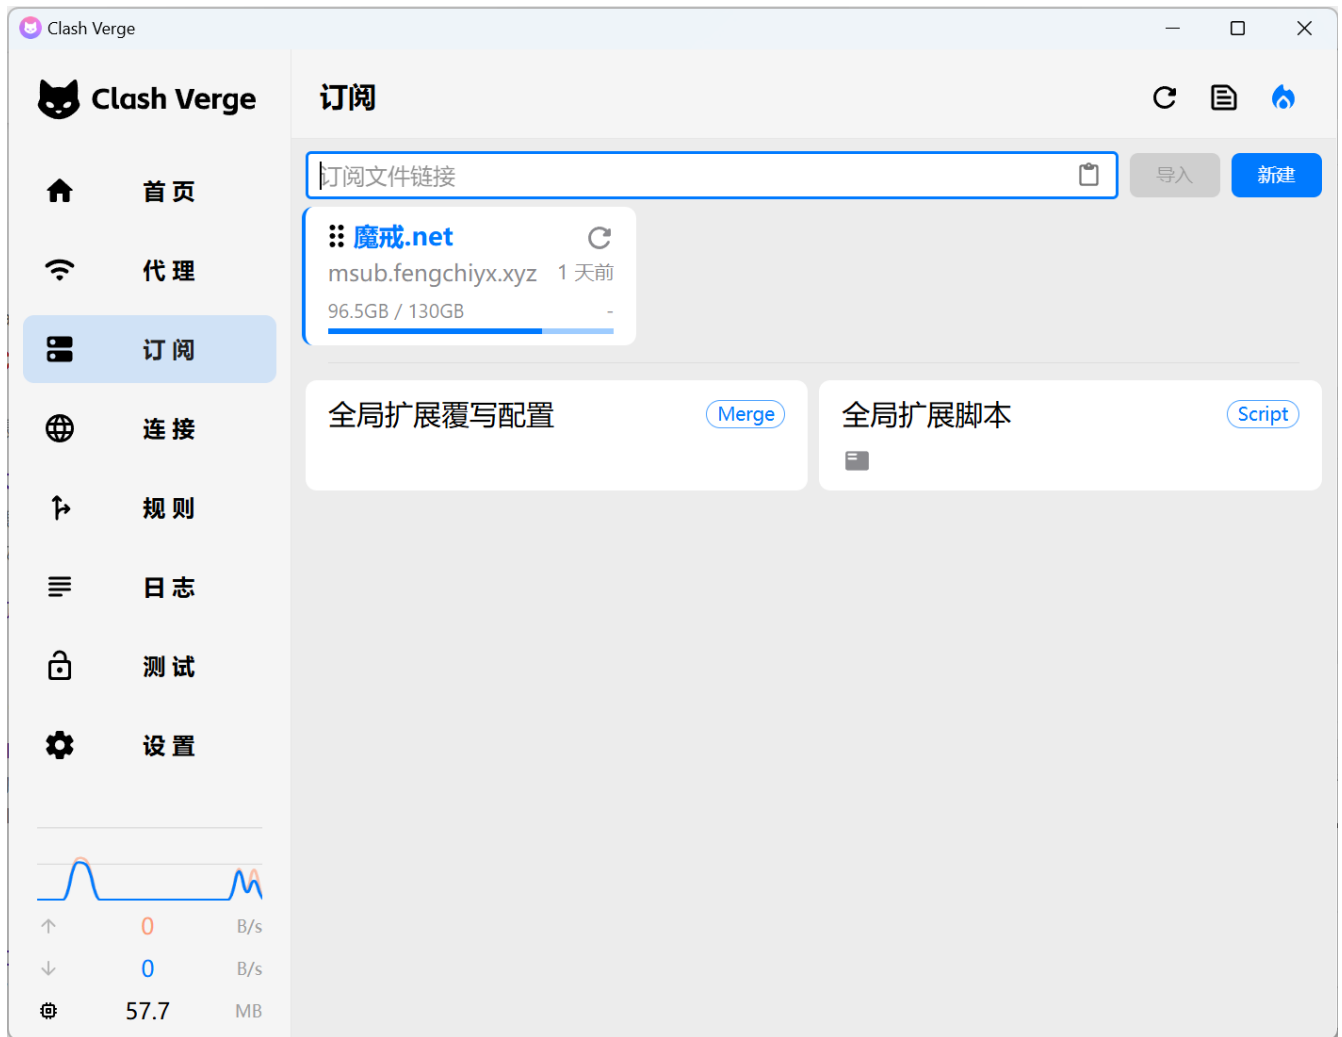 Clash Verge
Clash Verge
首页
代理
订阅
连接
规则
日志
测试
设置
0 B/s
0 B/s
57.7 MB
订阅
订阅文件链接
导入
新建
魔戒.net
msub.fengchiyx.xyz 1 天前
96.5GB / 130GB -
全局扩展覆写配置 Merge
全局扩展脚本 Script